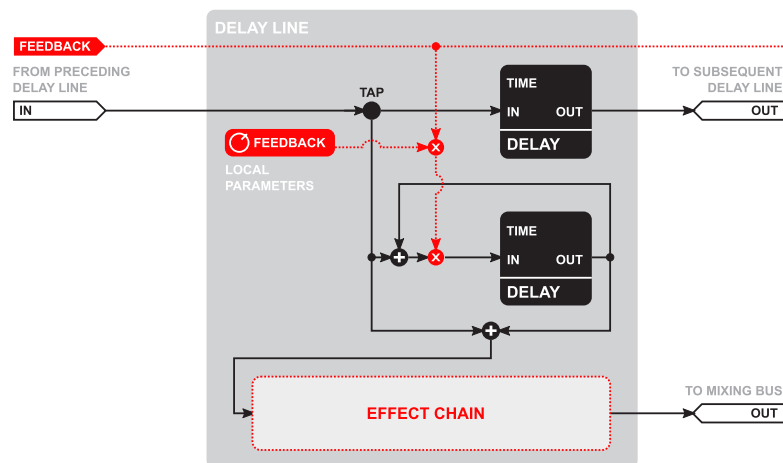 DELAY LINE
FEEDBACK
FROM PRECEDING
DELAY LINE
IN
TAP
TIME
IN OUT
DELAY
TO SUBSEQUENT
DELAY LINE
OUT
FEEDBACK
LOCAL
PARAMETERS
TIME
IN OUT
DELAY
EFFECT CHAIN
TO MIXING BUS
OUT